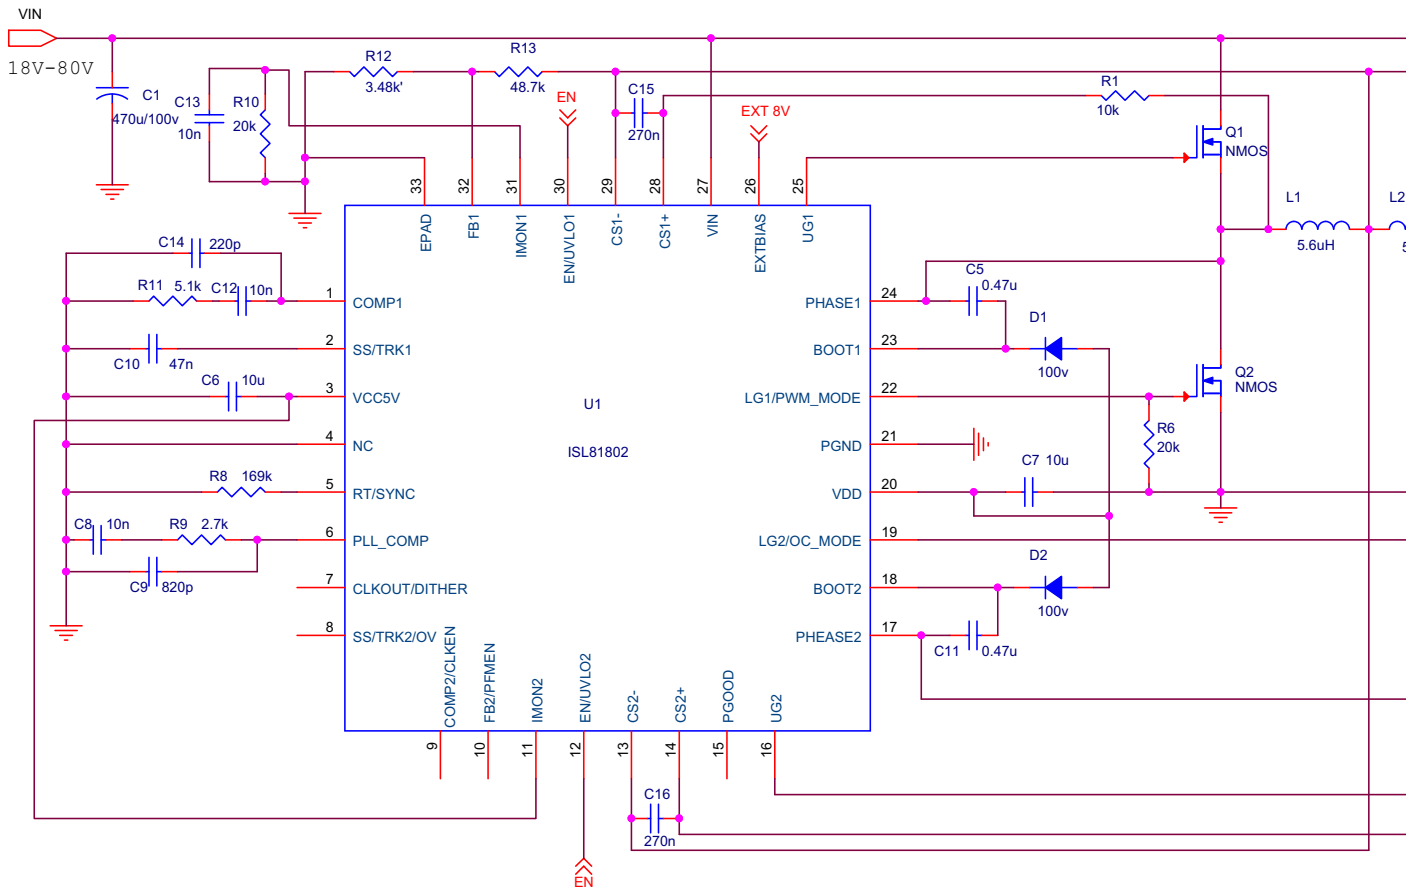 VIN
18V-80V
C1
470u/100v
C13
10n
R10
20k
R12
3.48k'
R13
48.7k
EN
C15
270n
EXT 8V
R1
10k
Q1
NMOS
L1
5.6uH
L2
5
33
32
31
30
29
28
27
26
25
EPAD
FB1
IMON1
EN/UVLO1
CS1-
CS1+
VIN
EXTBIAS
UG1
C14
220p
R11
5.1k
C12
10n
1
COMP1
C10
47n
2
SS/TRK1
C6
10u
3
VCC5V
4
NC
R8
169k
5
RT/SYNC
C8
10n
R9
2.7k
6
PLL_COMP
C9
820p
7
CLKOUT/DITHER
8
SS/TRK2/OV
U1
ISL81802
PHASE1
24
C5
0.47u
BOOT1
23
D1
100v
LG1/PWM_MODE
22
Q2
NMOS
R6
20k
PGND
21
VDD
20
C7
10u
LG2/OC_MODE
19
BOOT2
18
D2
100v
PHEASE2
17
C11
0.47u
COMP2/CLKEN
FB2/PFMEN
IMON2
EN/UVLO2
CS2-
CS2+
PGOOD
UG2
9
10
11
12
13
14
15
16
C16
270n
EN